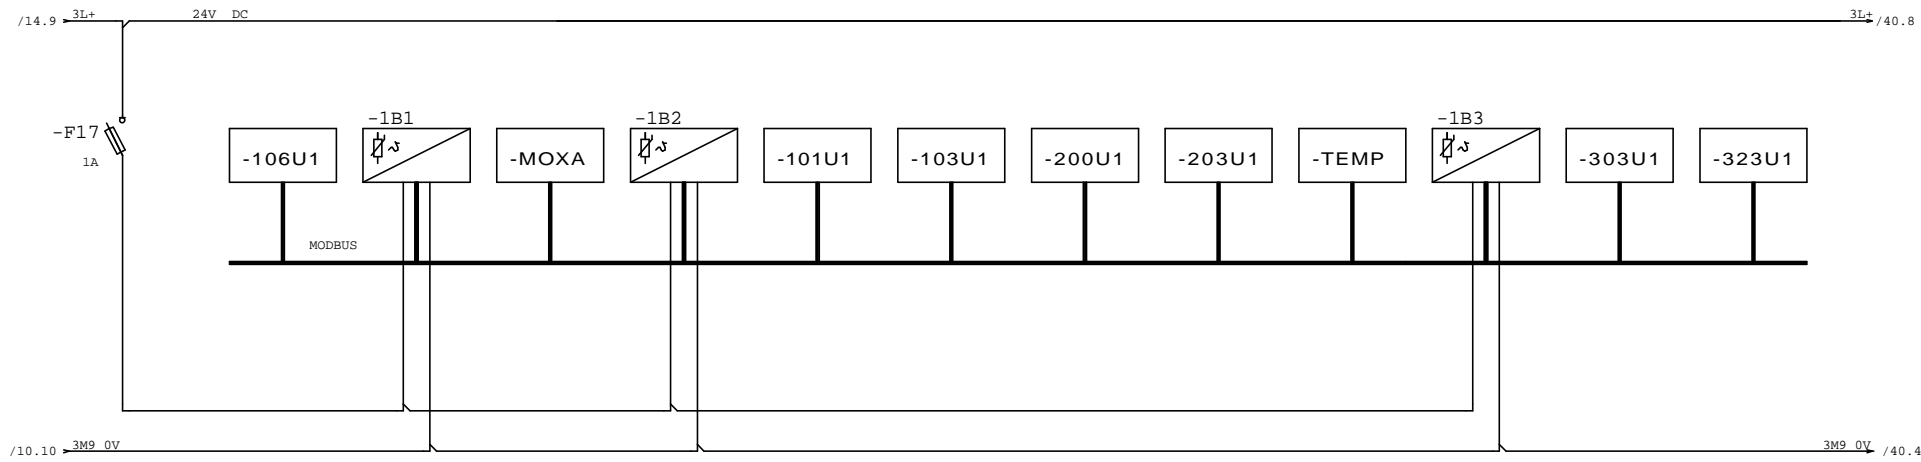 /14.9 3L+ 24V DC 3L+ /40.8
-F17
1A
-1B1 -1B2 -1B3
-106U1 -MOXA -101U1 -103U1 -200U1 -203U1 -TEMP -303U1 -323U1
MODBUS
/10.10 3M9 0V 3M9 0V /40.4